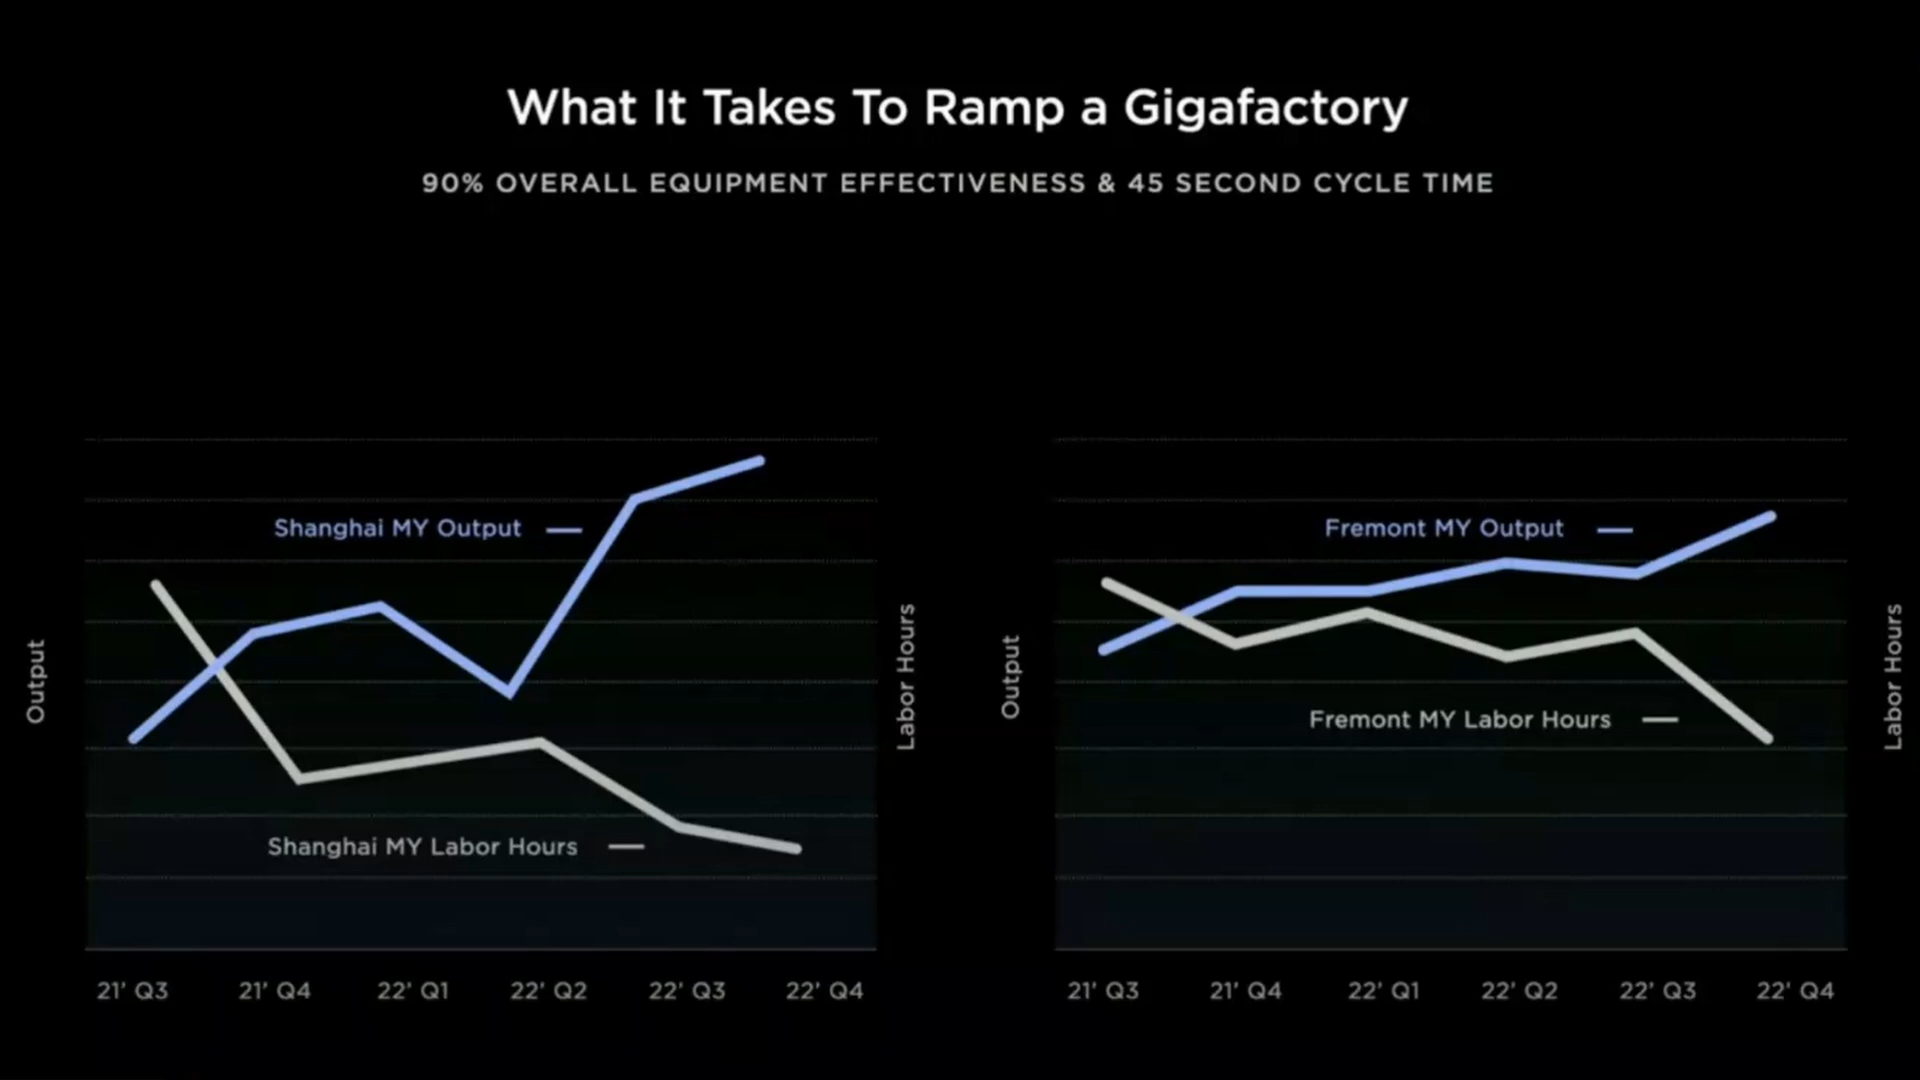 What It Takes To Ramp a Gigafactory
90% OVERALL EQUIPMENT EFFECTIVENESS & 45 SECOND CYCLE TIME
Output
Shanghai MY Output
Shanghai MY Labor Hours
Labor Hours
21' Q3 21' Q4 22' Q1 22' Q2 22' Q3 22' Q4
Output
Fremont MY Output
Fremont MY Labor Hours
Labor Hours
21' Q3 21' Q4 22' Q1 22' Q2 22' Q3 22' Q4